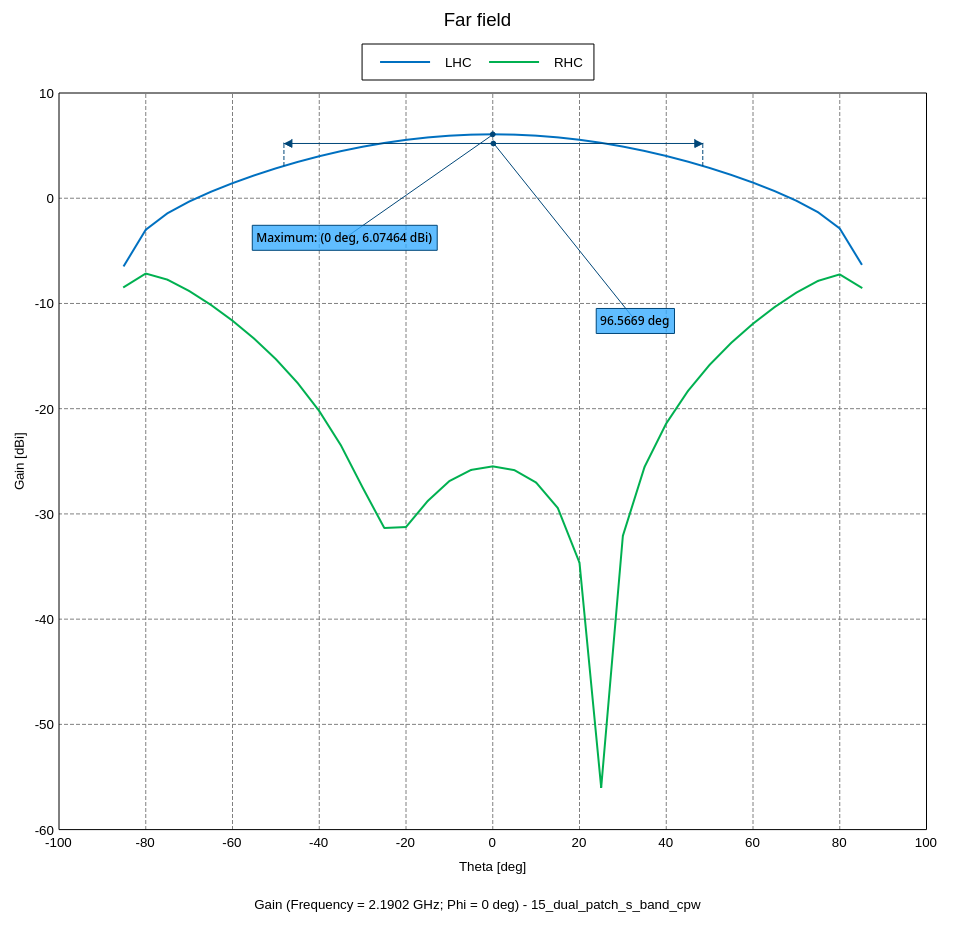 Far field
LHC RHC
10
0
-10
-20
-30
-40
-50
-60
Gain [dBi]
Maximum: (0 deg, 6.07464 dBi)
96.5669 deg
-100 -80 -60 -40 -20 0 20 40 60 80 100
Theta [deg]
Gain (Frequency = 2.1902 GHz; Phi = 0 deg) - 15_dual_patch_s_band_cpw